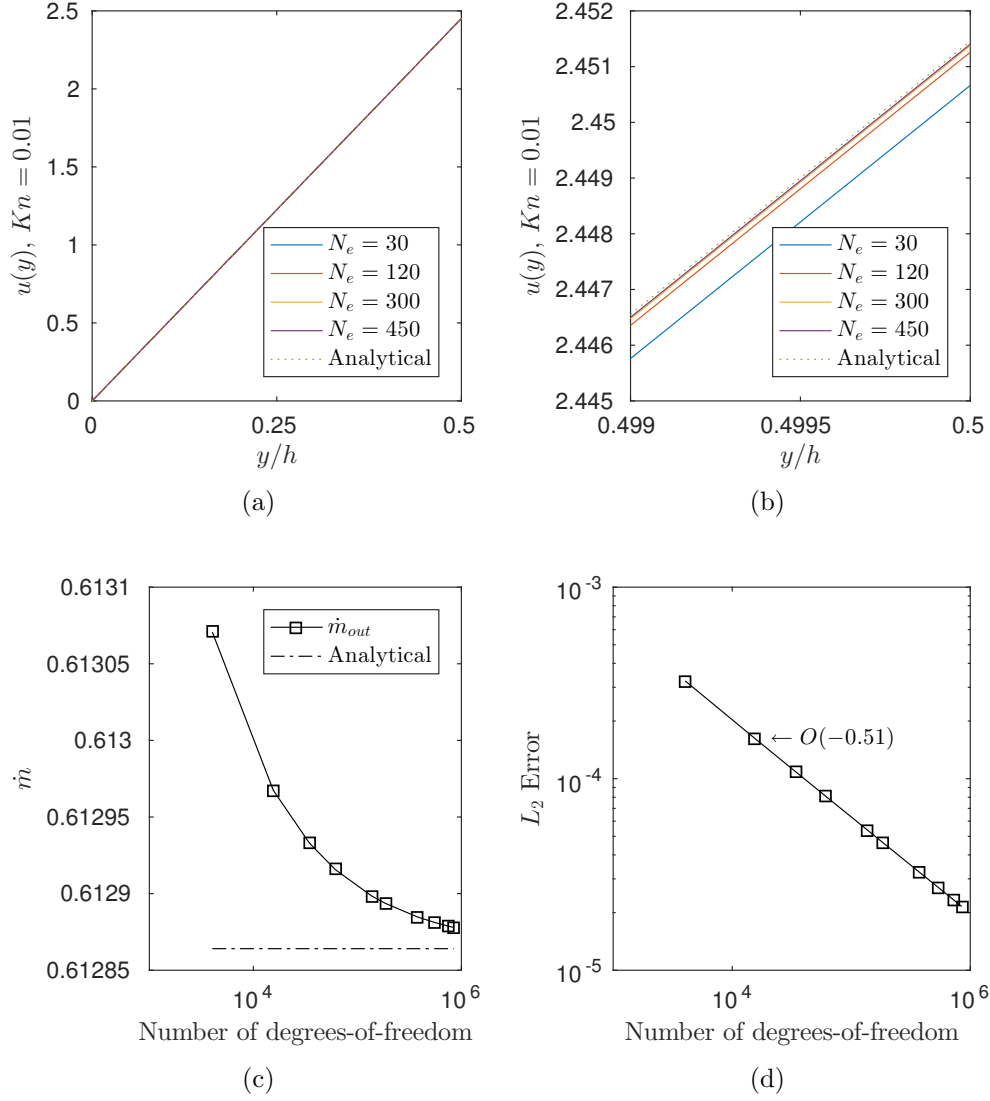 2.5
2
1.5
1
0.5
0
0
0.25
0.5
u(y), Kn = 0.01
y/h
N_e = 30
N_e = 120
N_e = 300
N_e = 450
Analytical
(a)
2.452
2.451
2.45
2.449
2.448
2.447
2.446
2.445
0.499
0.4995
0.5
u(y), Kn = 0.01
y/h
N_e = 30
N_e = 120
N_e = 300
N_e = 450
Analytical
(b)
0.6131
0.61305
0.613
0.61295
0.6129
0.61285
10^4
10^6
ṁ
Number of degrees-of-freedom
ṁ_{out}
Analytical
(c)
10^{-3}
10^{-4}
10^{-5}
10^4
10^6
L_2 Error
Number of degrees-of-freedom
← O(−0.51)
(d)